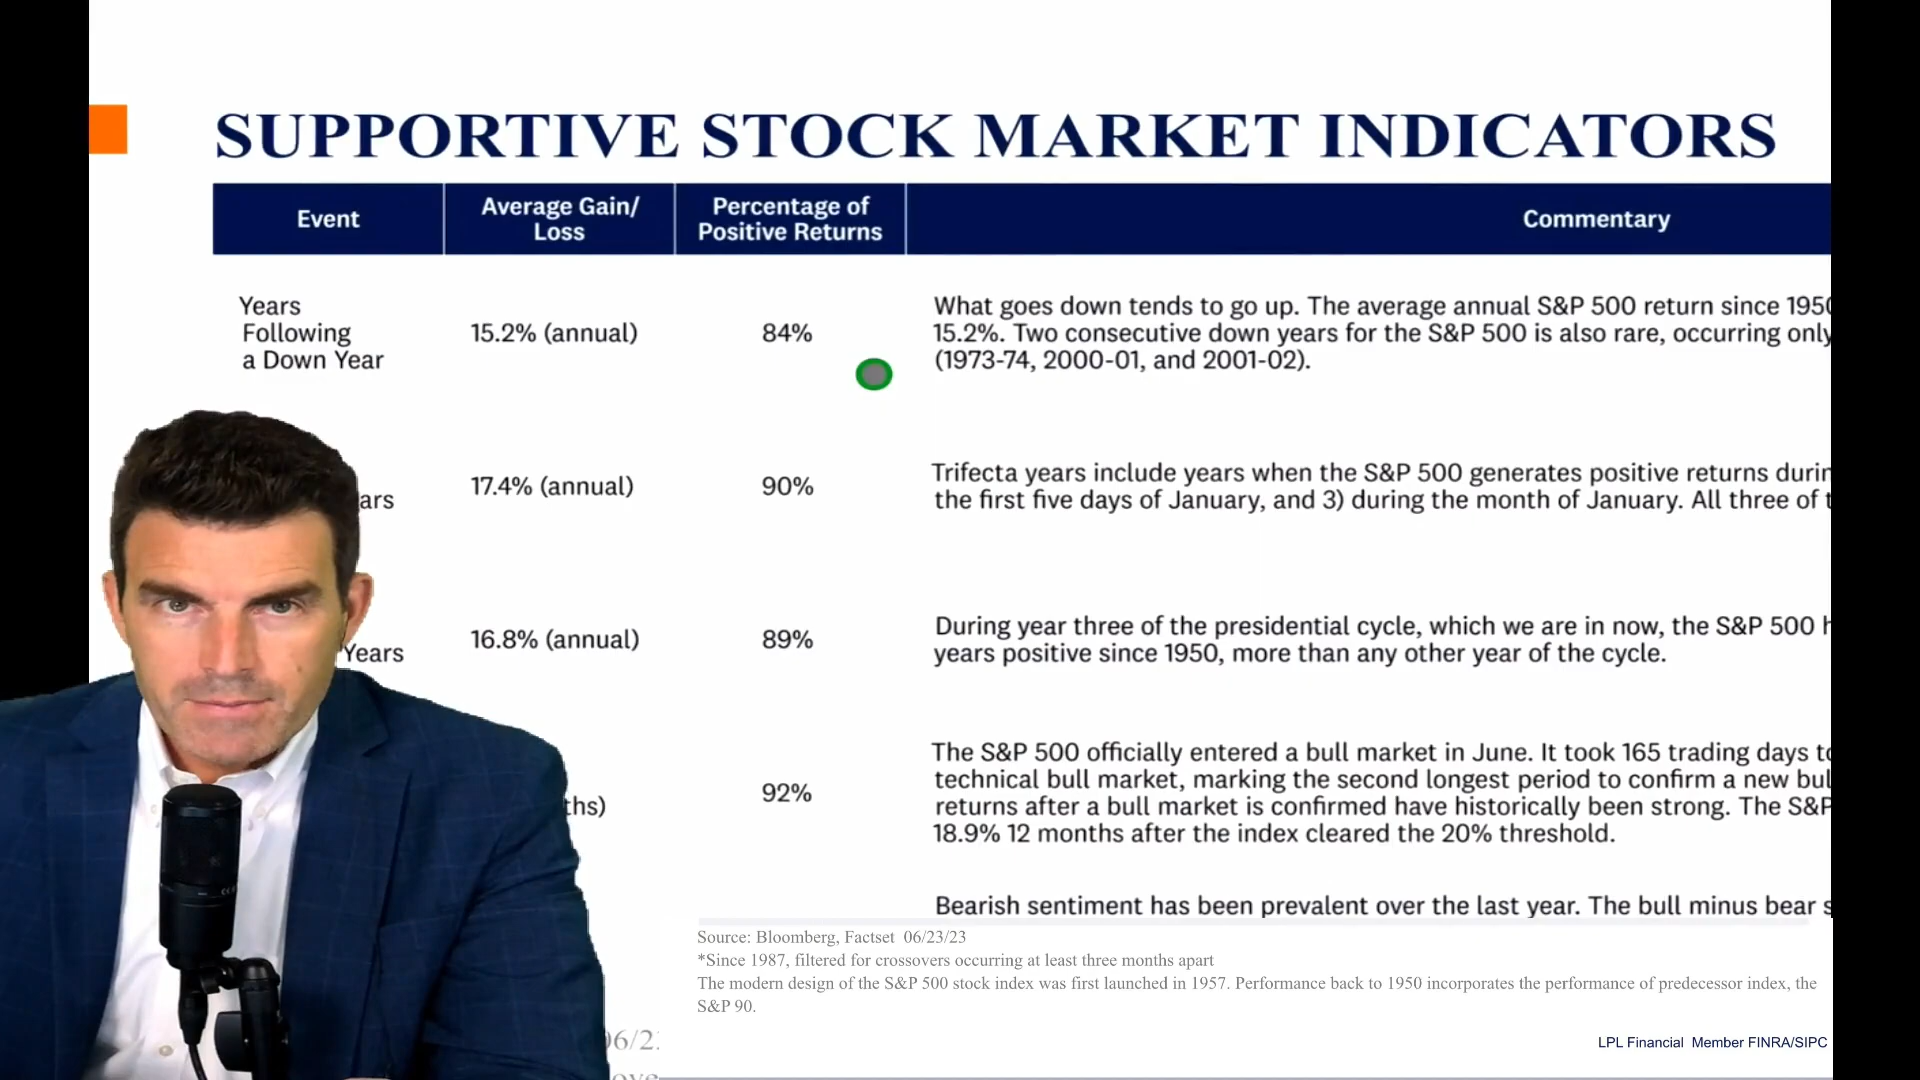 SUPPORTIVE STOCK MARKET INDICATORS
Event
Average Gain/
Loss
Percentage of
Positive Returns
Commentary
Years
Following
a Down Year
15.2% (annual)
84%
What goes down tends to go up. The average annual S&P 500 return since 1950
15.2%. Two consecutive down years for the S&P 500 is also rare, occurring only
(1973-74, 2000-01, and 2001-02).
17.4% (annual)
90%
Trifecta years include years when the S&P 500 generates positive returns
the first five days of January, and 3) during the month of January. All three of
Years
16.8% (annual)
89%
During year three of the presidential cycle, which we are in now, the S&P 500
years positive since 1950, more than any other year of the cycle.
92%
The S&P 500 officially entered a bull market in June. It took 165 trading days
technical bull market, marking the second longest period to confirm a new
returns after a bull market is confirmed have historically been strong. The
18.9% 12 months after the index cleared the 20% threshold.
Bearish sentiment has been prevalent over the last year. The bull minus bear
Source: Bloomberg, Factset 06/23/23
*Since 1987, filtered for crossovers occurring at least three months apart
The modern design of the S&P 500 stock index was first launched in 1957. Performance back to 1950 incorporates the performance of predecessor index, the
S&P 90.
LPL Financial Member FINRA/SIPC